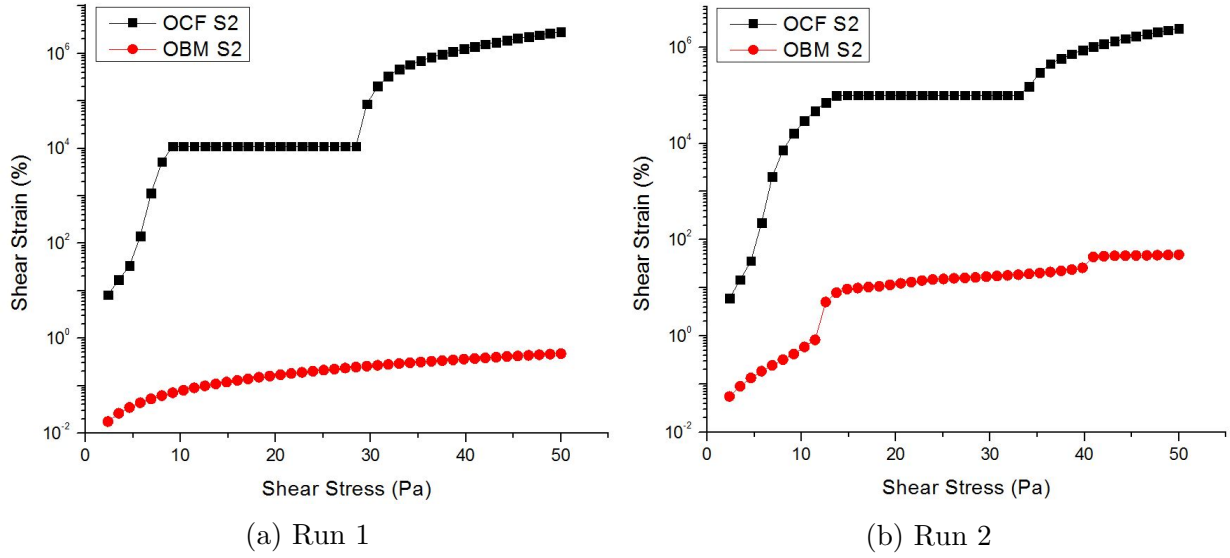 OCF S2
OBM S2
Shear Strain (%)
10^6
10^4
10^2
10^0
10^-2
0 10 20 30 40 50
Shear Stress (Pa)
(a) Run 1
OCF S2
OBM S2
Shear Strain (%)
10^6
10^4
10^2
10^0
10^-2
0 10 20 30 40 50
Shear Stress (Pa)
(b) Run 2